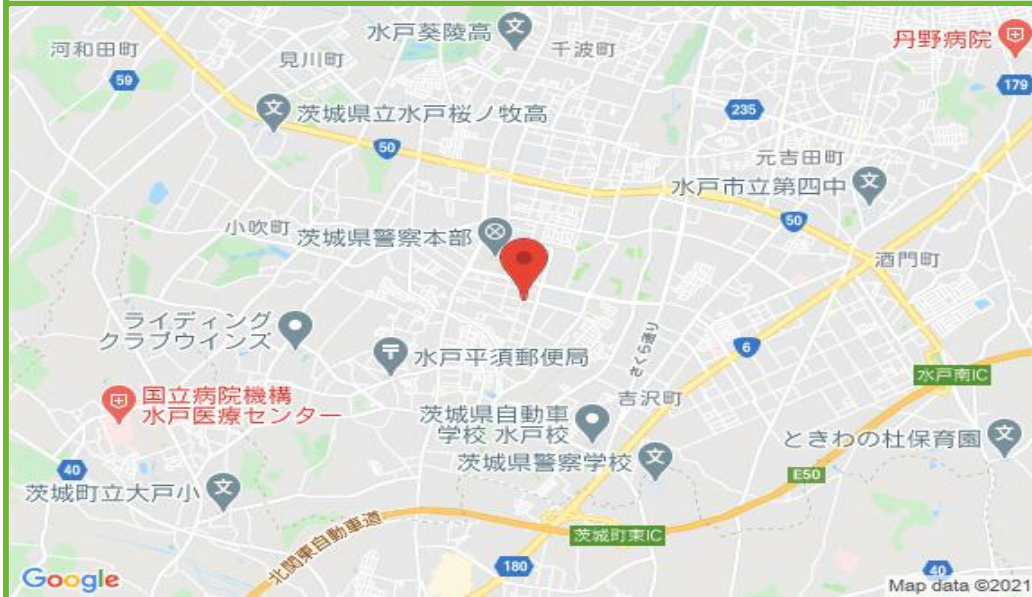 水戸葵陵高
千波町
丹野病院
河和田町
見川町
59
179
茨城県立水戸桜ノ牧高
235
50
元吉田町
水戸市立第四中
小吹町
茨城県警察本部
50
酒門町
ライディング
クラブウインズ
さくら通り
6
水戸平須郵便局
水戸南IC
国立病院機構
水戸医療センター
吉沢町
茨城県自動車
学校 水戸校
ときわの杜保育園
茨城県警察学校
40
E50
茨城町立大戸小
北関東自動車道
茨城町東IC
180
40
Google
Map data ©2021